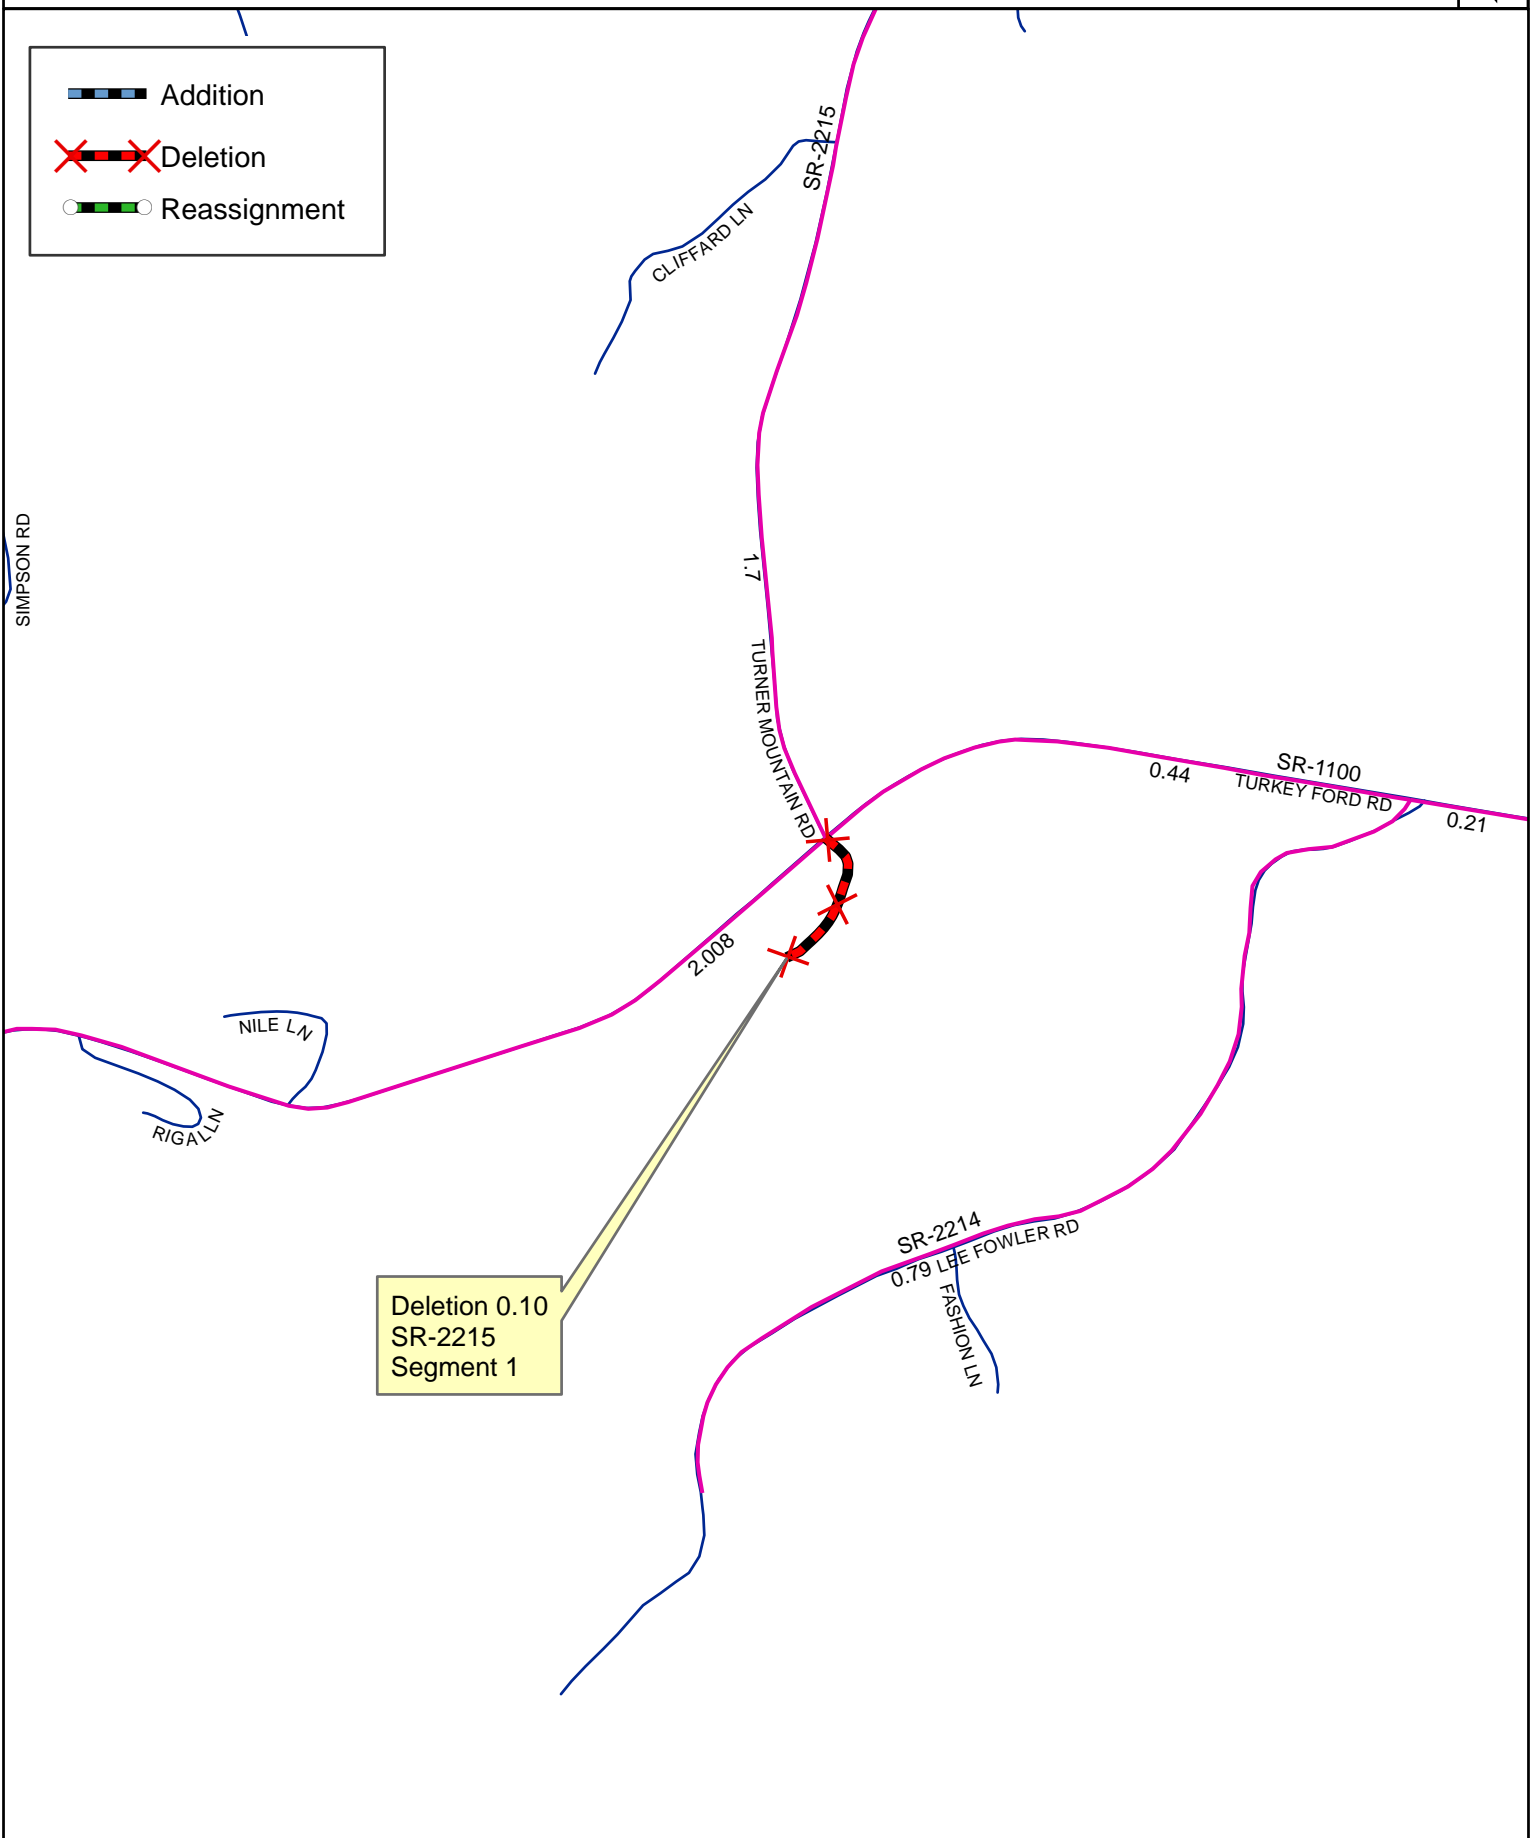 Addition
Deletion
Reassignment
SR-2215
CLIFFARD LN
SIMPSON RD
1.7
TURNER MOUNTAIN RD
SR-1100
0.44
TURKEY FORD RD
0.21
2.008
NILE LN
RIGAL LN
SR-2214
0.79 LEE FOWLER RD
FASHION LN
Deletion 0.10
SR-2215
Segment 1